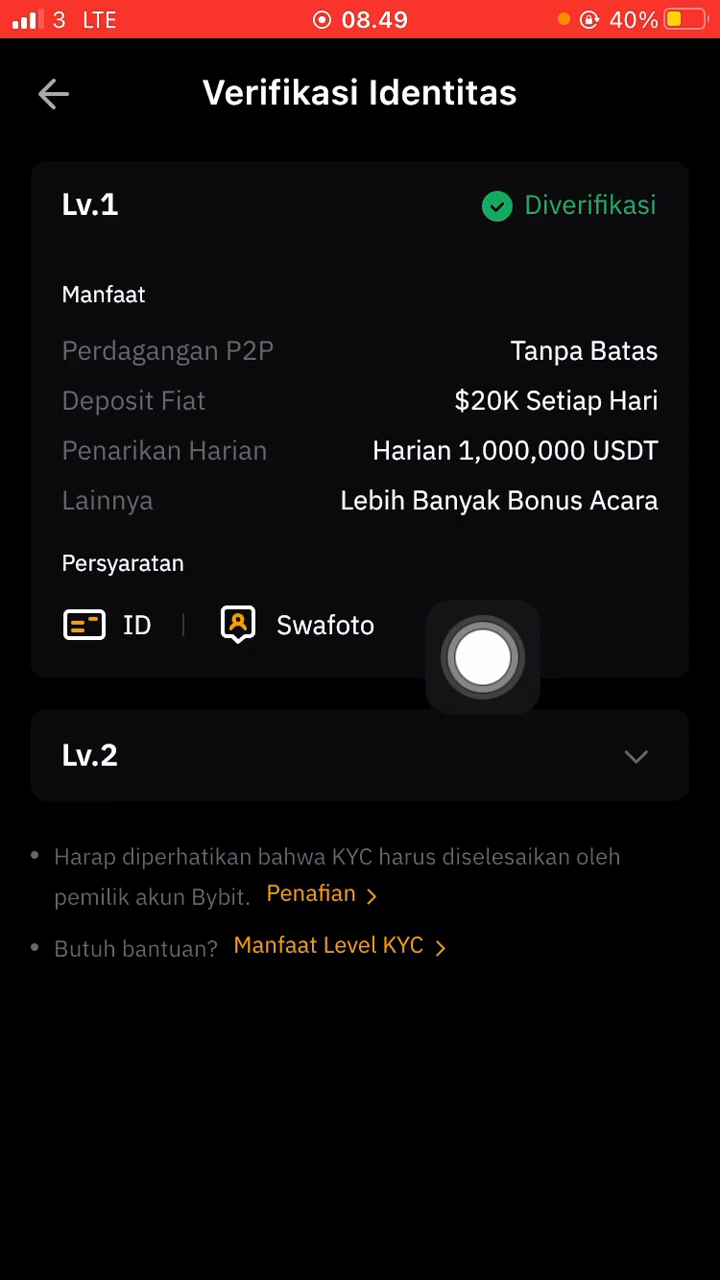 3 LTE 08.49 40%
Verifikasi Identitas
Lv.1 Diverifikasi
Manfaat
Perdagangan P2P Tanpa Batas
Deposit Fiat $20K Setiap Hari
Penarikan Harian Harian 1,000,000 USDT
Lainnya Lebih Banyak Bonus Acara
Persyaratan
ID | Swafoto
Lv.2
• Harap diperhatikan bahwa KYC harus diselesaikan oleh
pemilik akun Bybit. Penafian >
• Butuh bantuan? Manfaat Level KYC >